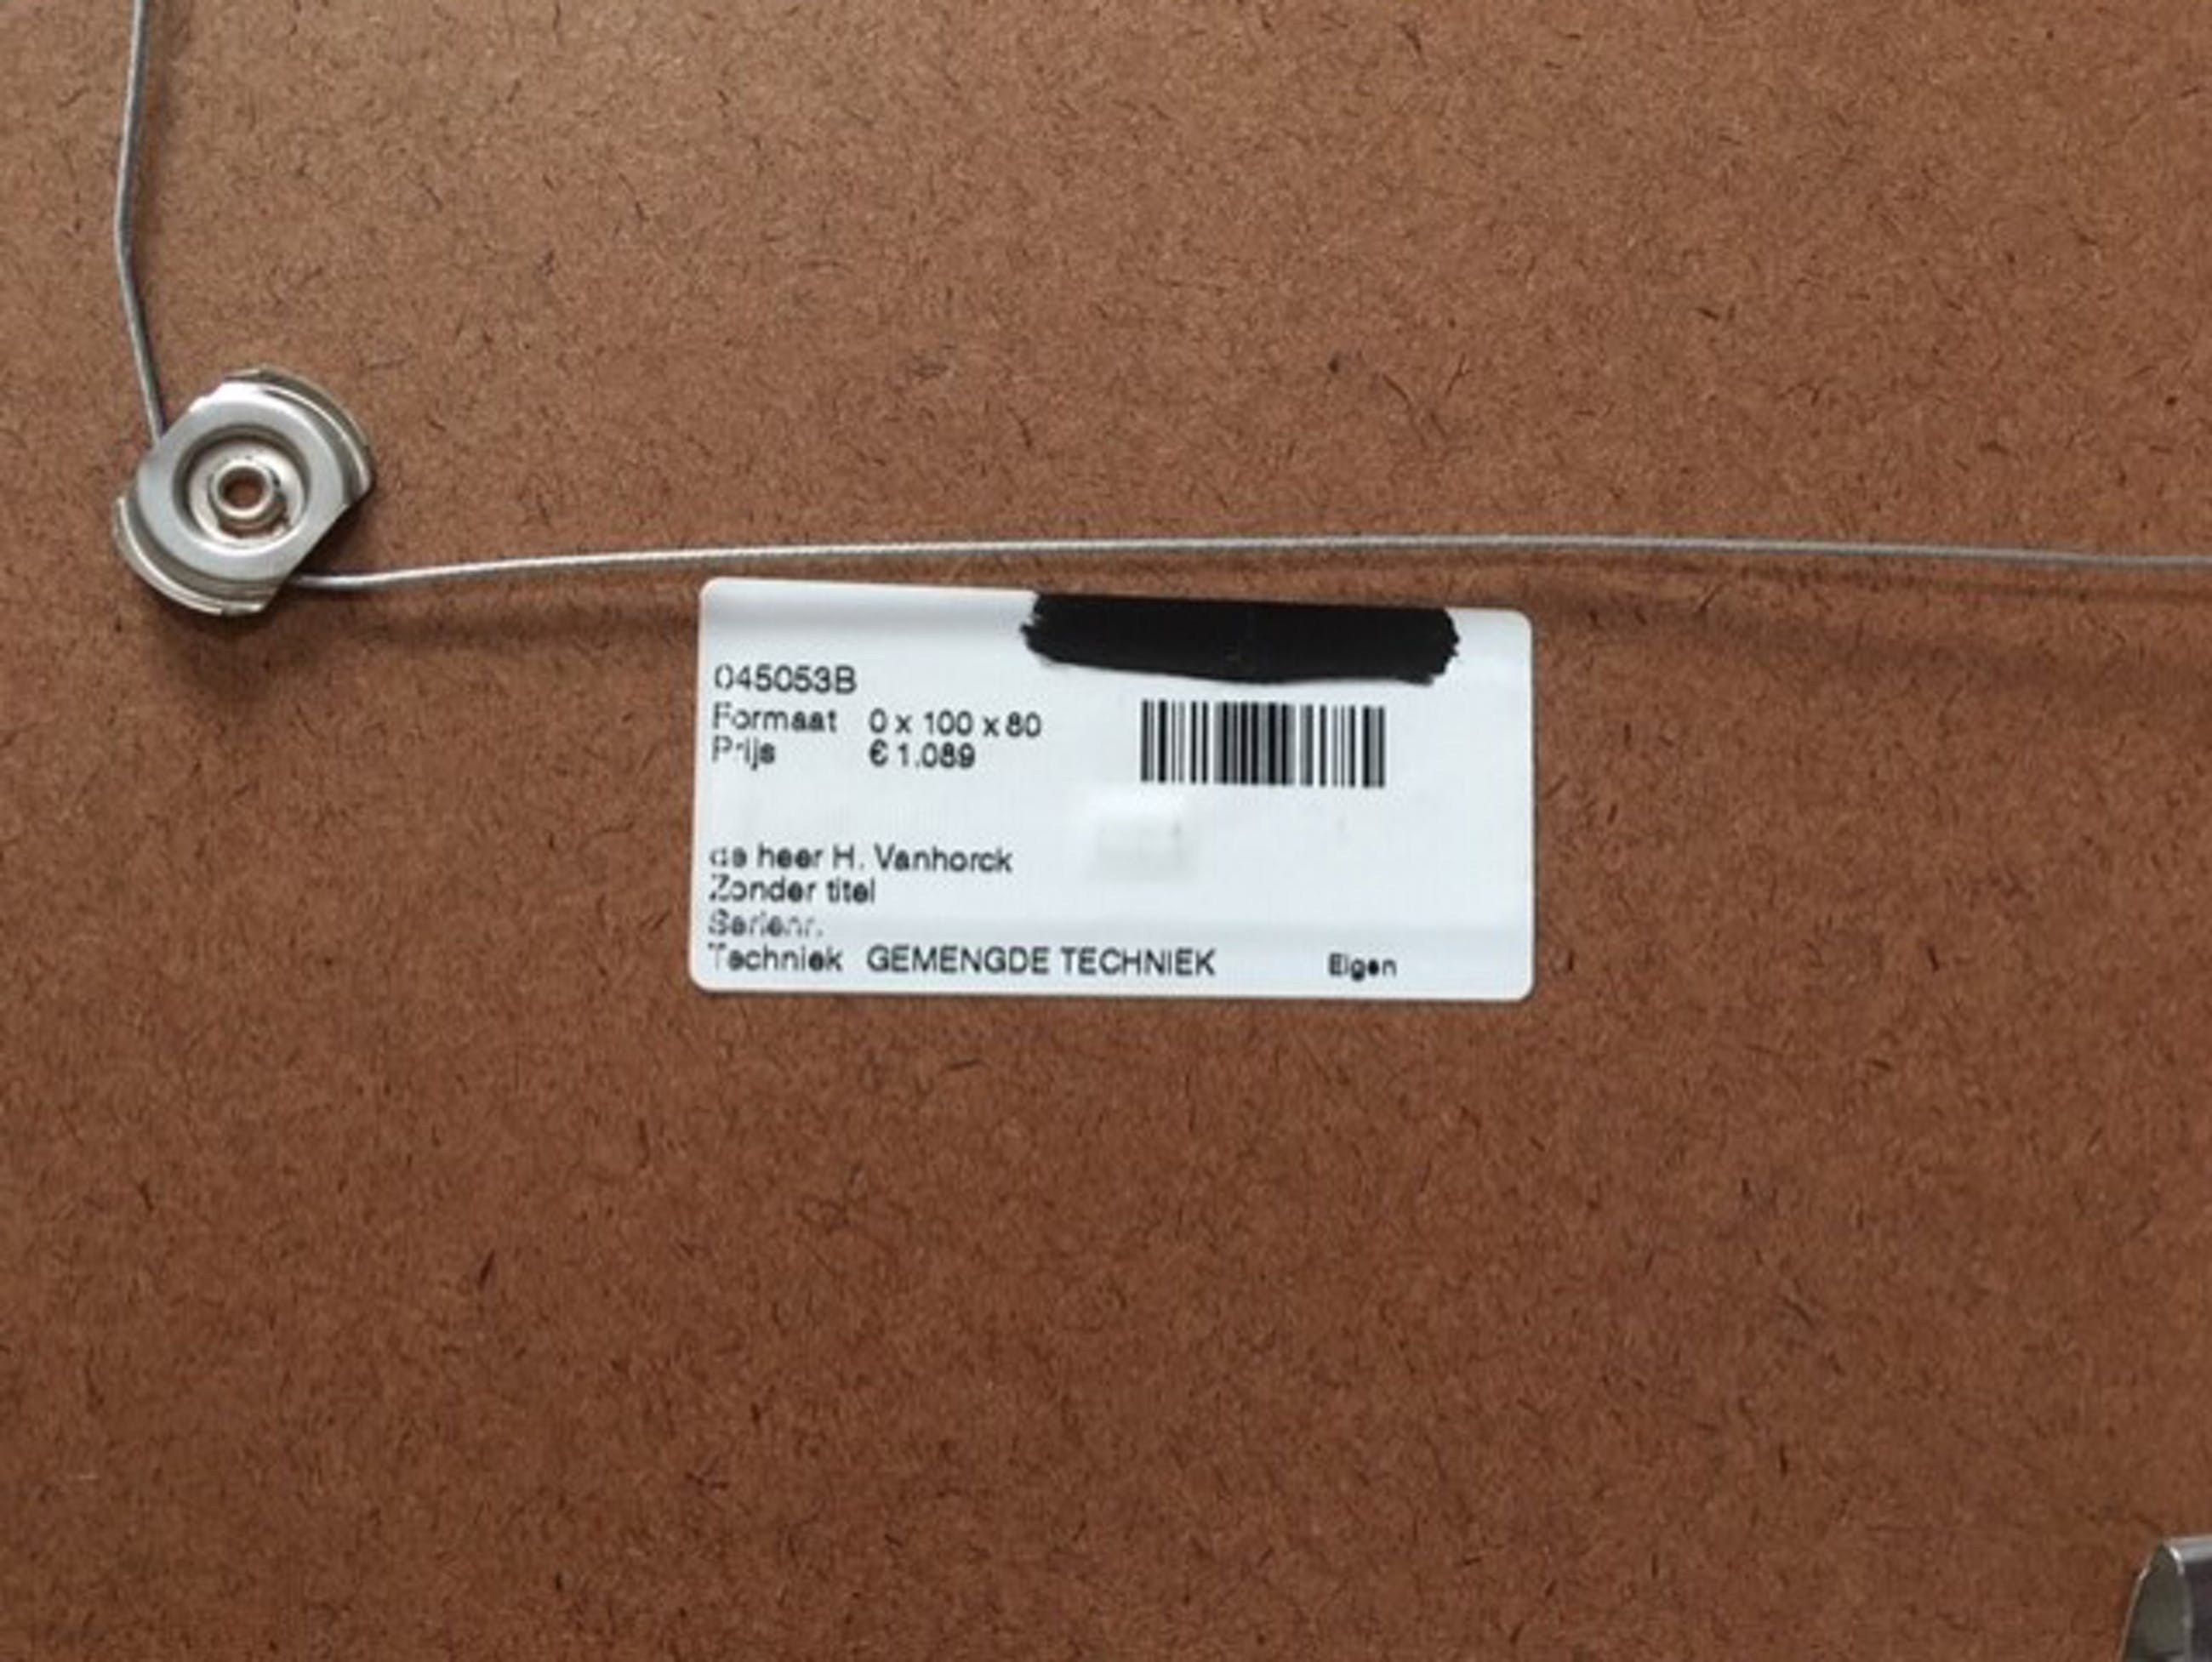 045053B
Formaat 0 x 100 x 80
Prijs € 1.089
de heer H. Vanhorck
Zonder titel
Serienr.
Techniek GEMENGDE TECHNIEK Eigen